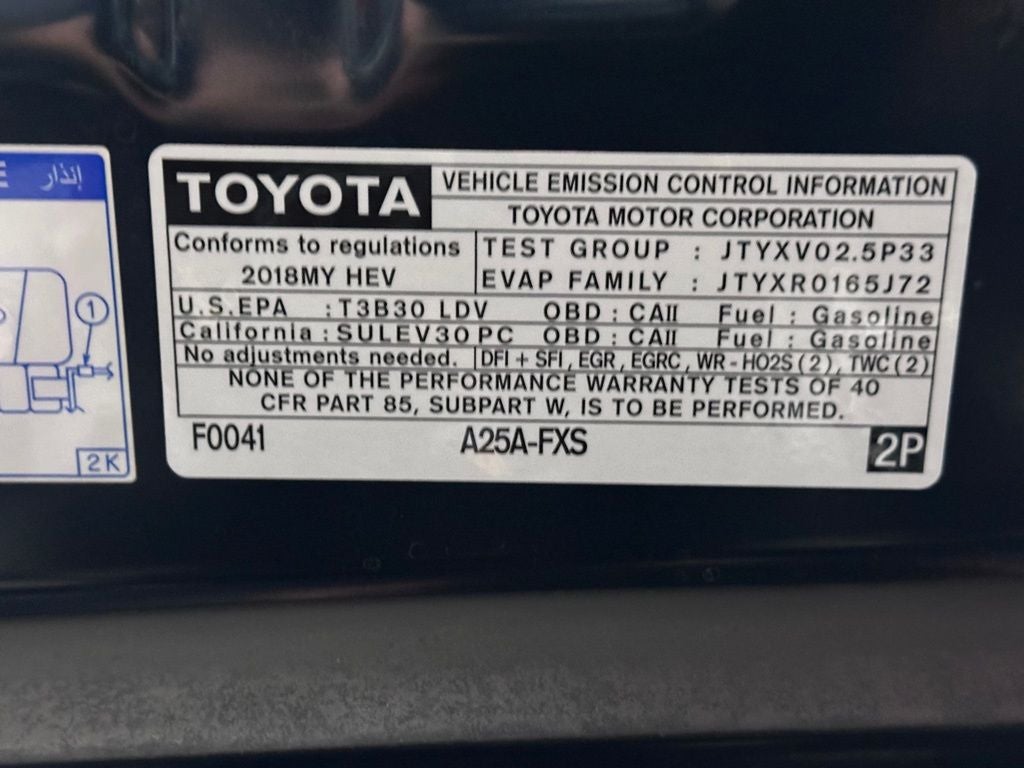 E إنذار
1
2K
TOYOTA VEHICLE EMISSION CONTROL INFORMATION
TOYOTA MOTOR CORPORATION
Conforms to regulations
2018MY HEV
TEST GROUP : JTYXV02.5P33
EVAP FAMILY : JTYXR0165J72
U.S.EPA : T3B30 LDV OBD : CAII Fuel : Gasoline
California : SULEV30 PC OBD : CAII Fuel : Gasoline
No adjustments needed. DFI + SFI, EGR, EGRC, WR - HO2S (2), TWC (2)
NONE OF THE PERFORMANCE WARRANTY TESTS OF 40
CFR PART 85, SUBPART W, IS TO BE PERFORMED.
F0041 A25A-FXS 2P